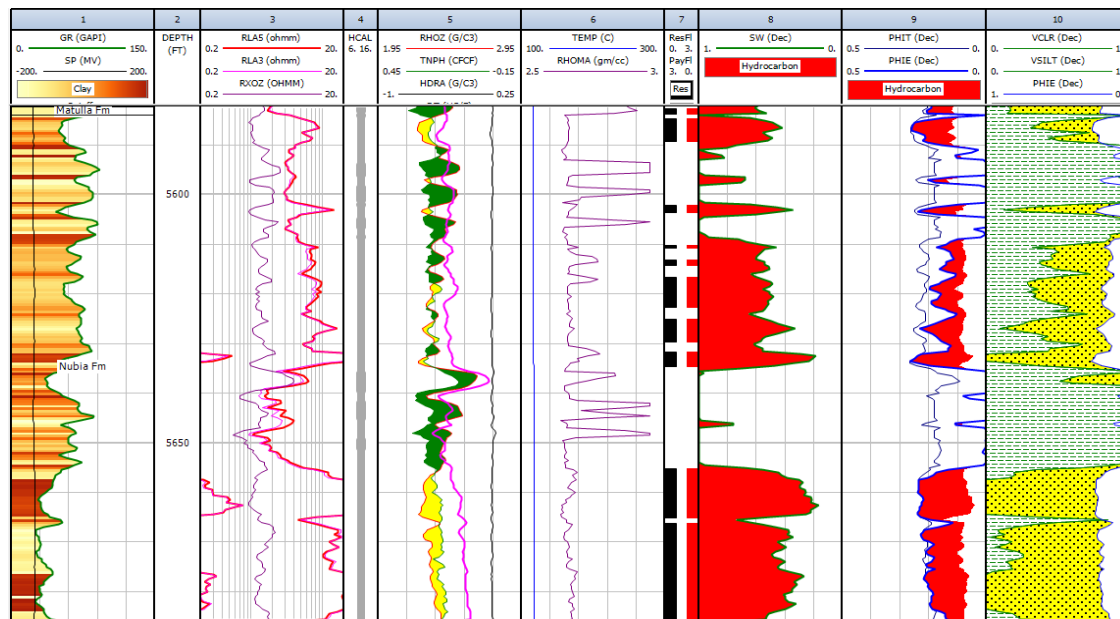 1 2 3 4 5 6 7 8 9 10
GR (GAPI)
0. 150.
SP (MV)
-200. 200.
Clay
DEPTH
(FT)
RLA5 (ohmm)
0.2 20.
RLA3 (ohmm)
0.2 20.
RXOZ (OHMM)
0.2 20.
HCAL
6. 16.
RHOZ (G/C3)
1.95 2.95
TNPH (CFCF)
0.45 -0.15
HDRA (G/C3)
-1. 0.25
TEMP (C)
100. 300.
RHOMA (gm/cc)
2.5 3.
ResFl
0. 3.
PayFl
3. 0.
Res
SW (Dec)
1. 0.
Hydrocarbon
PHIT (Dec)
0.5 0.
PHIE (Dec)
0.5 0.
Hydrocarbon
VCLR (Dec)
0. 1
VSILT (Dec)
0. 1
PHIE (Dec)
1. 0
Matulla Fm
5600
Nubia Fm
5650